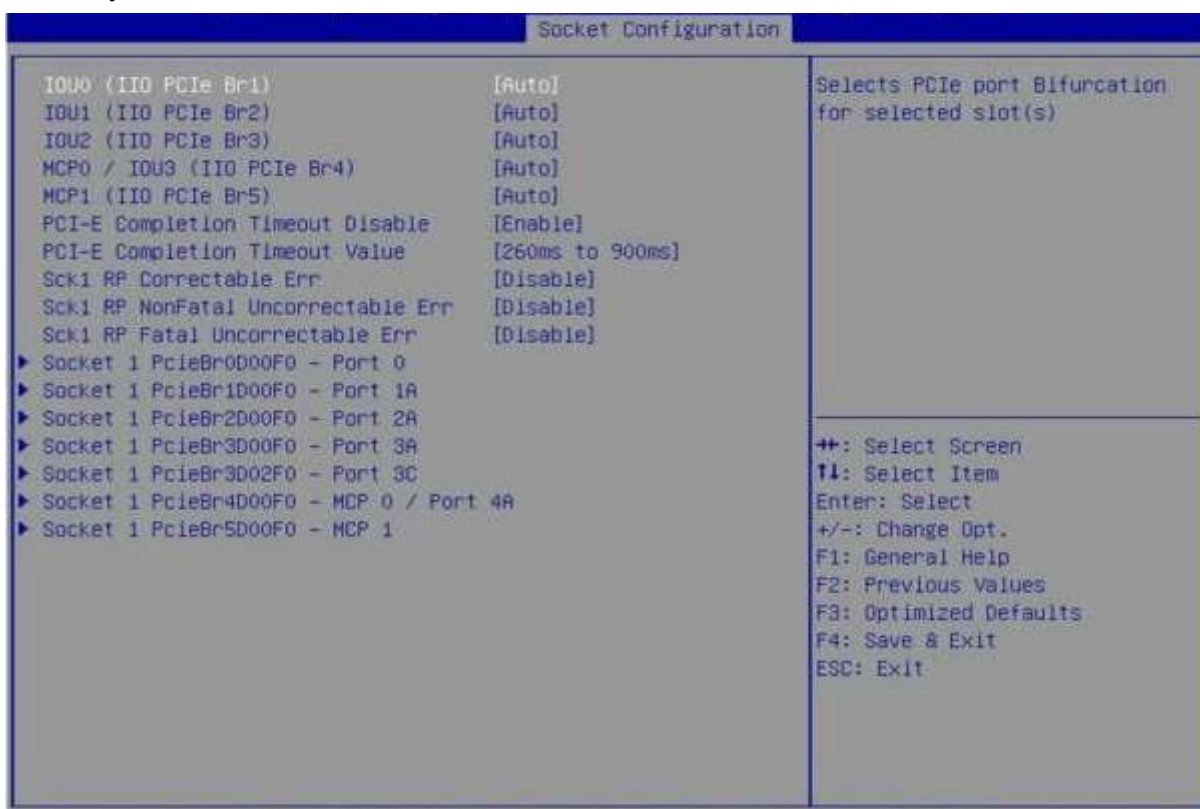 Socket Configuration
IOU0 (IIO PCIe Br1) [Auto]
IOU1 (IIO PCIe Br2) [Auto]
IOU2 (IIO PCIe Br3) [Auto]
MCP0 / IOU3 (IIO PCIe Br4) [Auto]
MCP1 (IIO PCIe Br5) [Auto]
PCI-E Completion Timeout Disable [Enable]
PCI-E Completion Timeout Value [260ms to 900ms]
Sck1 RP Correctable Err [Disable]
Sck1 RP NonFatal Uncorrectable Err [Disable]
Sck1 RP Fatal Uncorrectable Err [Disable]
Socket 1 PcieBr0D00F0 - Port 0
Socket 1 PcieBr1D00F0 - Port 1A
Socket 1 PcieBr2D00F0 - Port 2A
Socket 1 PcieBr3D00F0 - Port 3A
Socket 1 PcieBr3D02F0 - Port 3C
Socket 1 PcieBr4D00F0 - MCP 0 / Port 4A
Socket 1 PcieBr5D00F0 - MCP 1
Selects PCIe port Bifurcation
for selected slot(s)
→←: Select Screen
↑↓: Select Item
Enter: Select
+/-: Change Opt.
F1: General Help
F2: Previous Values
F3: Optimized Defaults
F4: Save & Exit
ESC: Exit